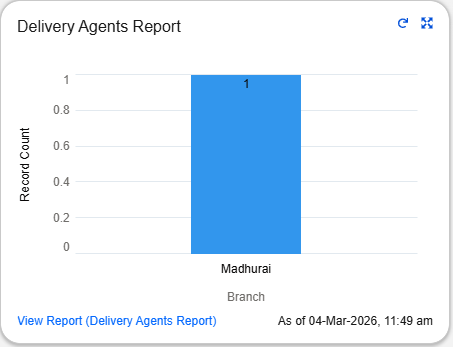 Delivery Agents Report
1
0.8
0.6
0.4
0.2
0
Record Count
1
Madhurai
Branch
View Report (Delivery Agents Report)
As of 04-Mar-2026, 11:49 am